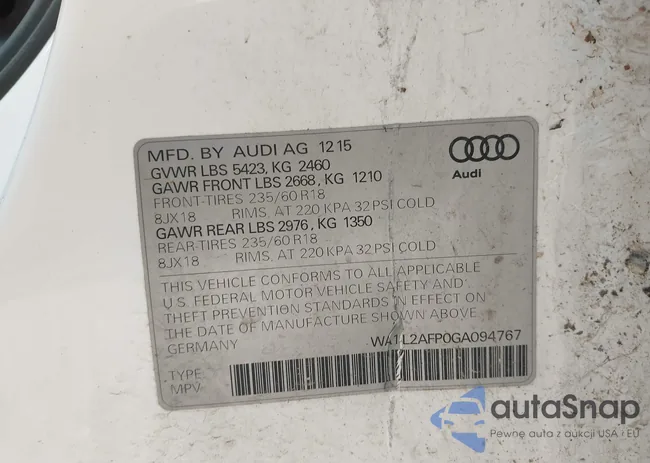 MFD. BY AUDI AG 12 15
GVWR LBS 5423, KG 2460
GAWR FRONT LBS 2668, KG 1210
FRONT-TIRES 235/60 R18
8JX18 RIMS, AT 220 KPA 32 PSI COLD
GAWR REAR LBS 2976, KG 1350
REAR-TIRES 235/60 R18
8JX18 RIMS, AT 220 KPA 32 PSI COLD
Audi
THIS VEHICLE CONFORMS TO ALL APPLICABLE
U.S. FEDERAL MOTOR VEHICLE SAFETY AND
THEFT PREVENTION STANDARDS IN EFFECT ON
THE DATE OF MANUFACTURE SHOWN ABOVE
GERMANY WA1L2AFP0GA094767
TYPE
MPV
autaSnap
Pewne auta z aukcji USA i EU